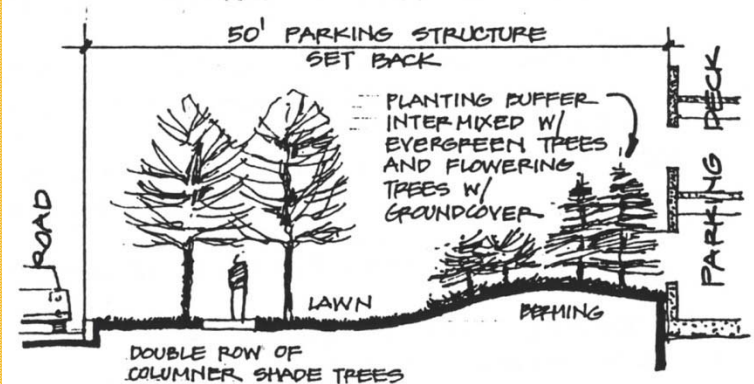 50' PARKING STRUCTURE
SET BACK
PLANTING BUFFER
INTERMIXED W/
EVERGREEN TREES
AND FLOWERING
TREES W/
GROUNDCOVER
PARKING DECK
ROAD
LAWN
BERMING
DOUBLE ROW OF
COLUMNER SHADE TREES